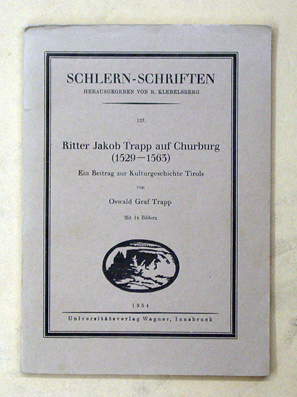 SCHLERN-SCHRIFTEN
HERAUSGEGEBEN VON R. KLEBELSBERG
127.
Ritter Jakob Trapp auf Churburg
(1529—1563)
Ein Beitrag zur Kulturgeschichte Tirols
von
Oswald Graf Trapp
Mit 14 Bildern
1954
Universitätsverlag Wagner, Innsbruck